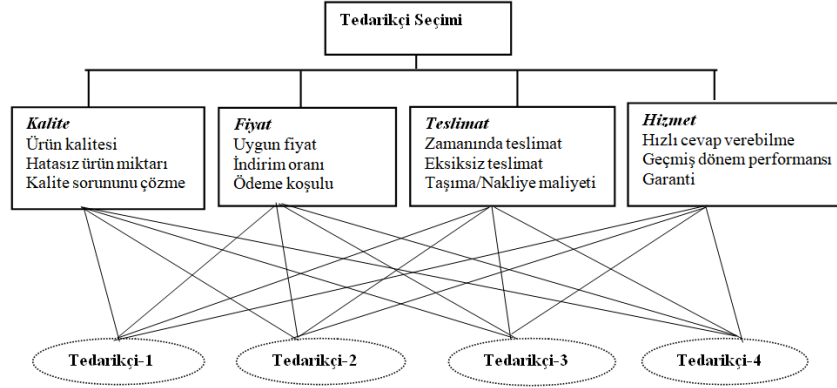 Tedarikçi Seçimi
Kalite
Ürün kalitesi
Hatasız ürün miktarı
Kalite sorununu çözme
Fiyat
Uygun fiyat
İndirim oranı
Ödeme koşulu
Teslimat
Zamanında teslimat
Eksiksiz teslimat
Taşıma/Nakliye maliyeti
Hizmet
Hızlı cevap verebilme
Geçmiş dönem performansı
Garanti
Tedarikçi-1
Tedarikçi-2
Tedarikçi-3
Tedarikçi-4